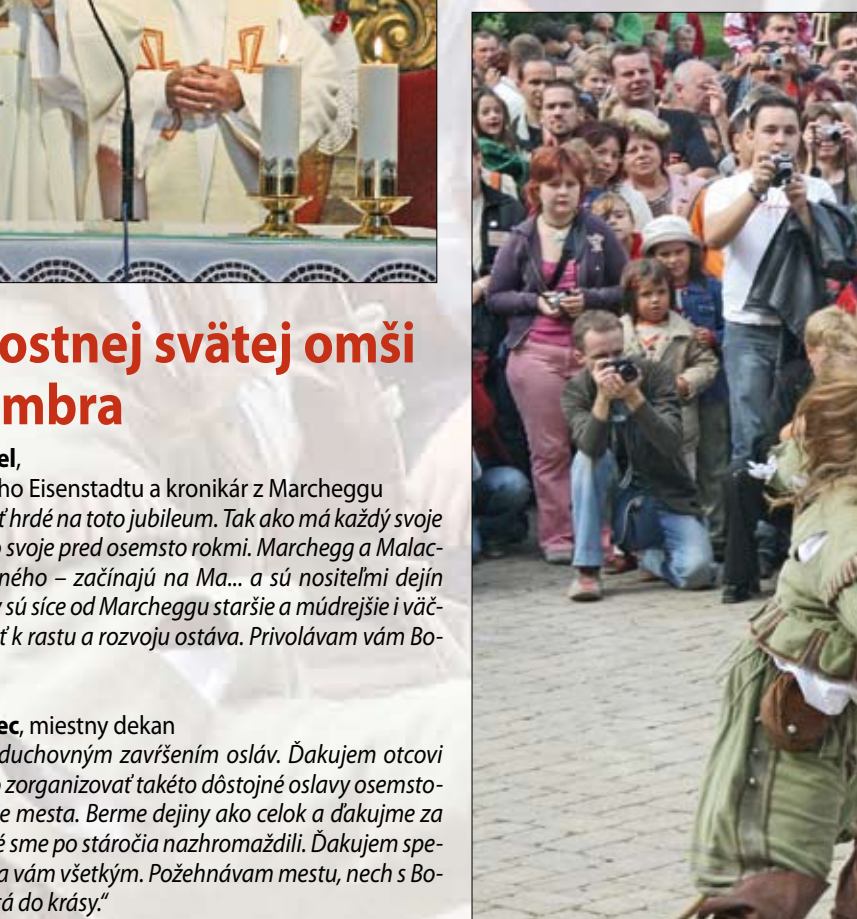 ostnej svätej omši
mbra
el,
ho Eisenstadtu a kronikár z Marcheggu
ť hrdé na toto jubileum. Tak ako má každý svoje
o svoje pred osemsto rokmi. Marchegg a Malac-
ného – začínajú na Ma... a sú nositeľmi dejín
y sú síce od Marcheggu staršie a múdrejšie i väč-
ť k rastu a rozvoju ostáva. Privolávam vám Bo-
ec, miestny dekan
duchovným zavŕšením osláv. Ďakujem otcovi
o zorganizovať takéto dôstojné oslavy osemsto-
e mesta. Berme dejiny ako celok a ďakujme za
é sme po stáročia nazhromaždili. Ďakujem špe-
a vám všetkým. Požehnávam mestu, nech s Bo-
tá do krásy.“